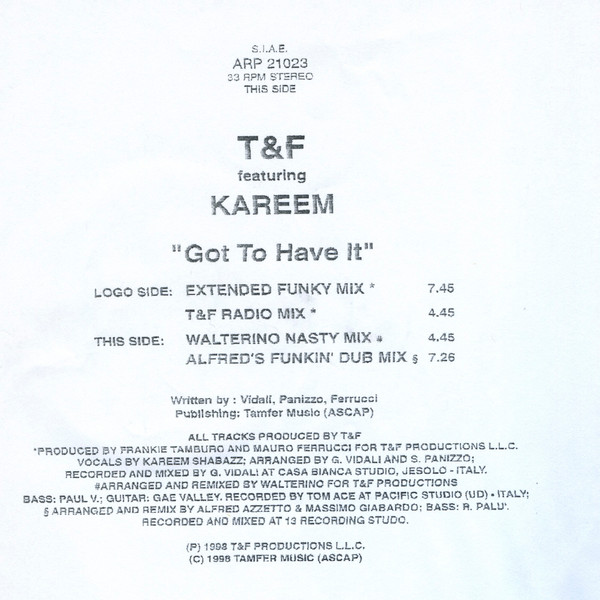 S.I.A.E.
ARP 21023
33 RPM STEREO
THIS SIDE
T&F
featuring
KAREEM
"Got To Have It"
LOGO SIDE: EXTENDED FUNKY MIX * 7.45
T&F RADIO MIX * 4.45
THIS SIDE: WALTERINO NASTY MIX # 4.45
ALFRED'S FUNKIN' DUB MIX § 7.26
Written by : Vidali, Panizzo, Ferrucci
Publishing: Tamfer Music (ASCAP)
ALL TRACKS PRODUCED BY T&F
*PRODUCED BY FRANKIE TAMBURO AND MAURO FERRUCCI FOR T&F PRODUCTIONS L.L.C.
VOCALS BY KAREEM SHABAZZ; ARRANGED BY G. VIDALI AND S. PANIZZO;
RECORDED AND MIXED BY G. VIDALI AT CASA BIANCA STUDIO, JESOLO - ITALY.
#ARRANGED AND REMIXED BY WALTERINO FOR T&F PRODUCTIONS
BASS: PAUL V.; GUITAR: GAE VALLEY. RECORDED BY TOM ACE AT PACIFIC STUDIO (UD) - ITALY;
§ ARRANGED AND REMIX BY ALFRED AZZETTO & MASSIMO GIABARDO; BASS: R. PALU'.
RECORDED AND MIXED AT 13 RECORDING STUDO.
(P) 1998 T&F PRODUCTIONS L.L.C.
(C) 1998 TAMFER MUSIC (ASCAP)